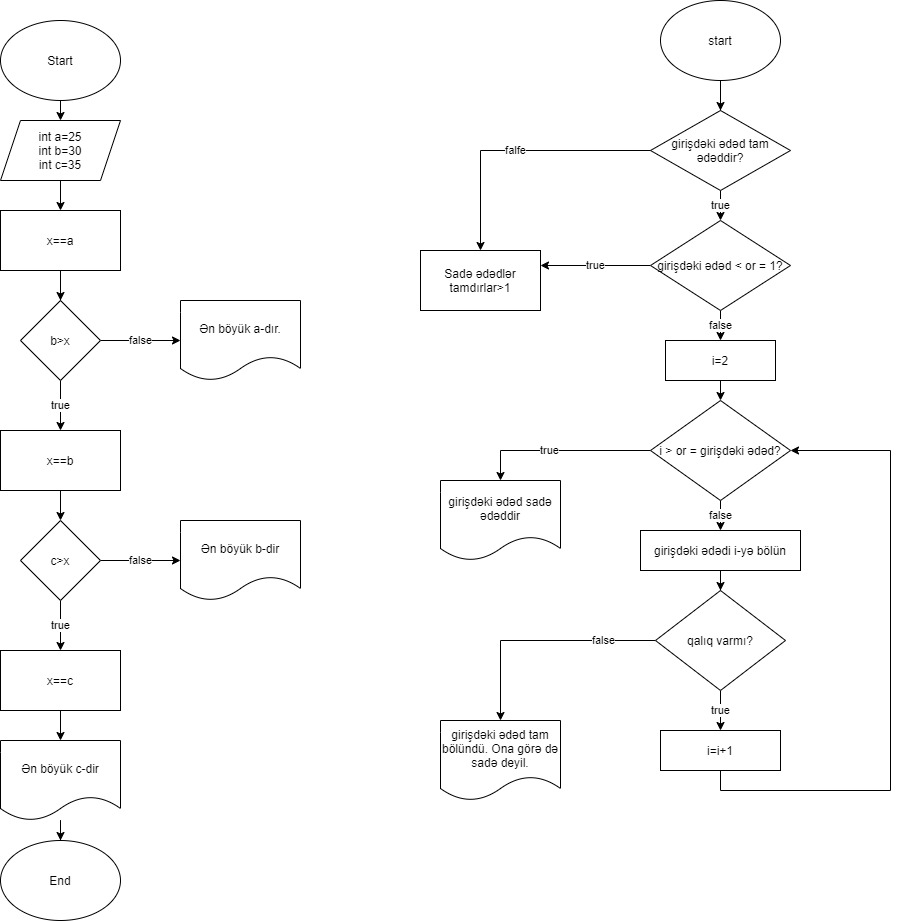 Start
int a=25
int b=30
int c=35
x==a
b>x
false
Ən böyük a-dır.
true
x==b
c>x
false
Ən böyük b-dir
true
x==c
Ən böyük c-dir
End
start
girişdəki ədəd tam
ədəddir?
falfe
true
girişdəki ədəd < or = 1?
true
Sadə ədədlər
tamdırlar>1
false
i=2
i > or = girişdəki ədəd?
true
girişdəki ədəd sadə
ədəddir
false
girişdəki ədədi i-yə bölün
qalıq varmı?
false
girişdəki ədəd tam
bölündü. Ona görə də
sadə deyil.
true
i=i+1